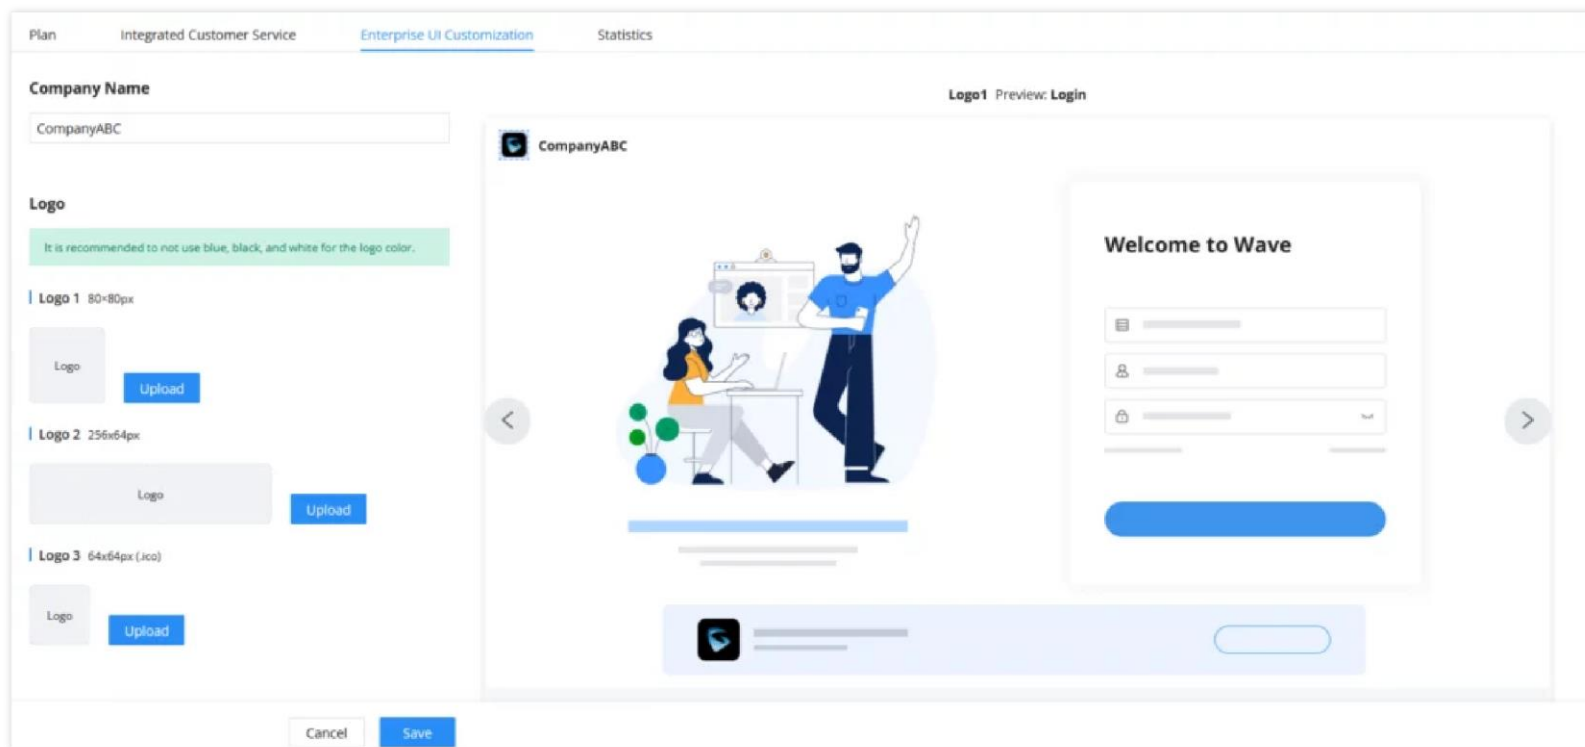 Plan Integrated Customer Service Enterprise UI Customization Statistics
Company Name
CompanyABC
Logo
It is recommended to not use blue, black, and white for the logo color.
Logo 1 80×80px
Logo
Upload
Logo 2 256x64px
Logo
Upload
Logo 3 64x64px (.ico)
Logo
Upload
Cancel Save
Logo1 Preview: Login
CompanyABC
Welcome to Wave